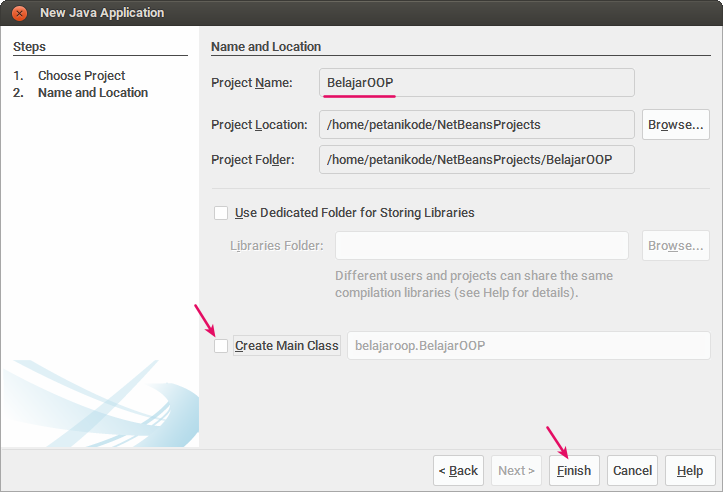 New Java Application
Steps
1. Choose Project
2. Name and Location
Name and Location
Project Name: BelajarOOP
Project Location: /home/petanikode/NetBeansProjects Browse...
Project Folder: /home/petanikode/NetBeansProjects/BelajarOOP
Use Dedicated Folder for Storing Libraries
Libraries Folder: Browse...
Different users and projects can share the same
compilation libraries (see Help for details).
Create Main Class belajaroop.BelajarOOP
< Back Next > Finish Cancel Help